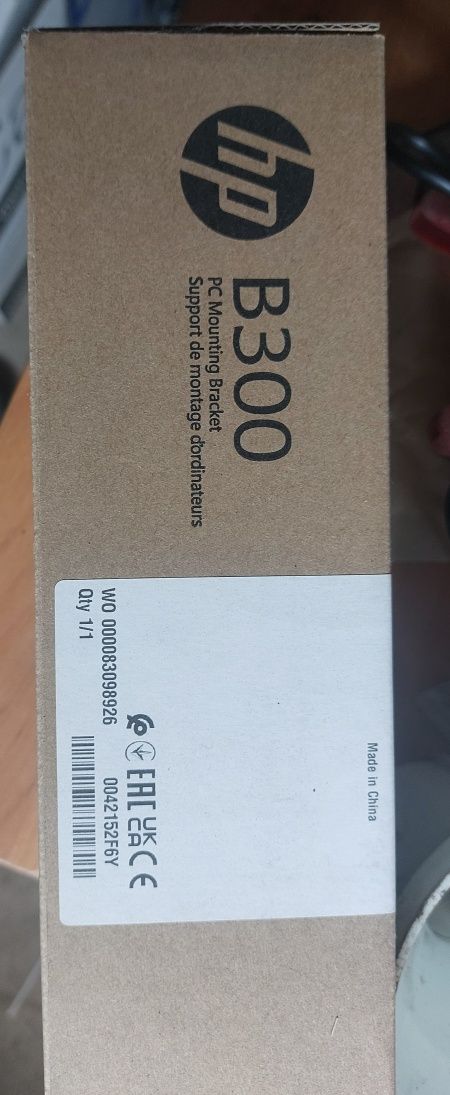 hp
B300
PC Mounting Bracket
Support de montage d'ordinateurs
Made in China
EAC UK CA CE
WO 000083098926 0042152F6Y
Qty 1/1